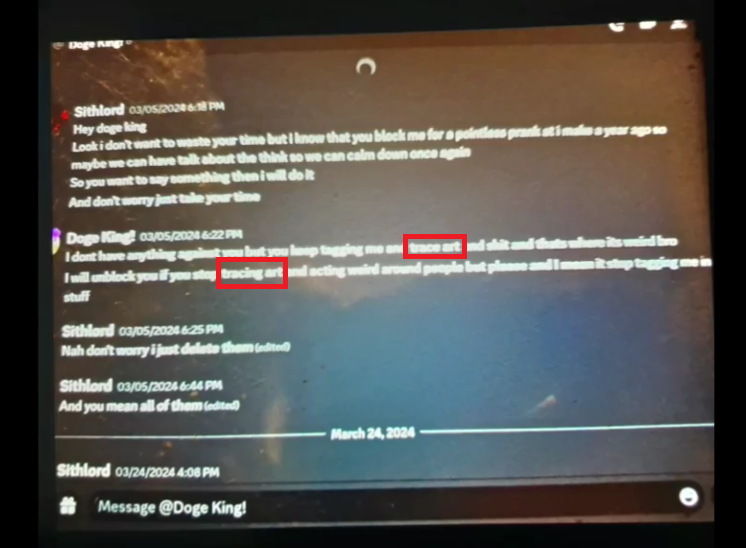 Doge King!
Sithlord 03/05/2024 6:18 PM
Hey doge king
Look i don't want to waste your time but i know that you block me for a pointless prank at i make a year ago so
maybe we can have talk about the think so we can calm down once again
So you want to say something then i will do it
And don't worry just take your time
Doge King! 03/05/2024 6:22 PM
I dont have anything against you but you keep tagging me and trace art and shit and thats where its weird bro
I will unblock you if you stop tracing art and acting weird around people but please and I mean it stop tagging me in
stuff
Sithlord 03/05/2024 6:25 PM
Nah don't worry i just delete them (edited)
Sithlord 03/05/2024 6:44 PM
And you mean all of them (edited)
March 24, 2024
Sithlord 03/24/2024 4:08 PM
Message @Doge King!